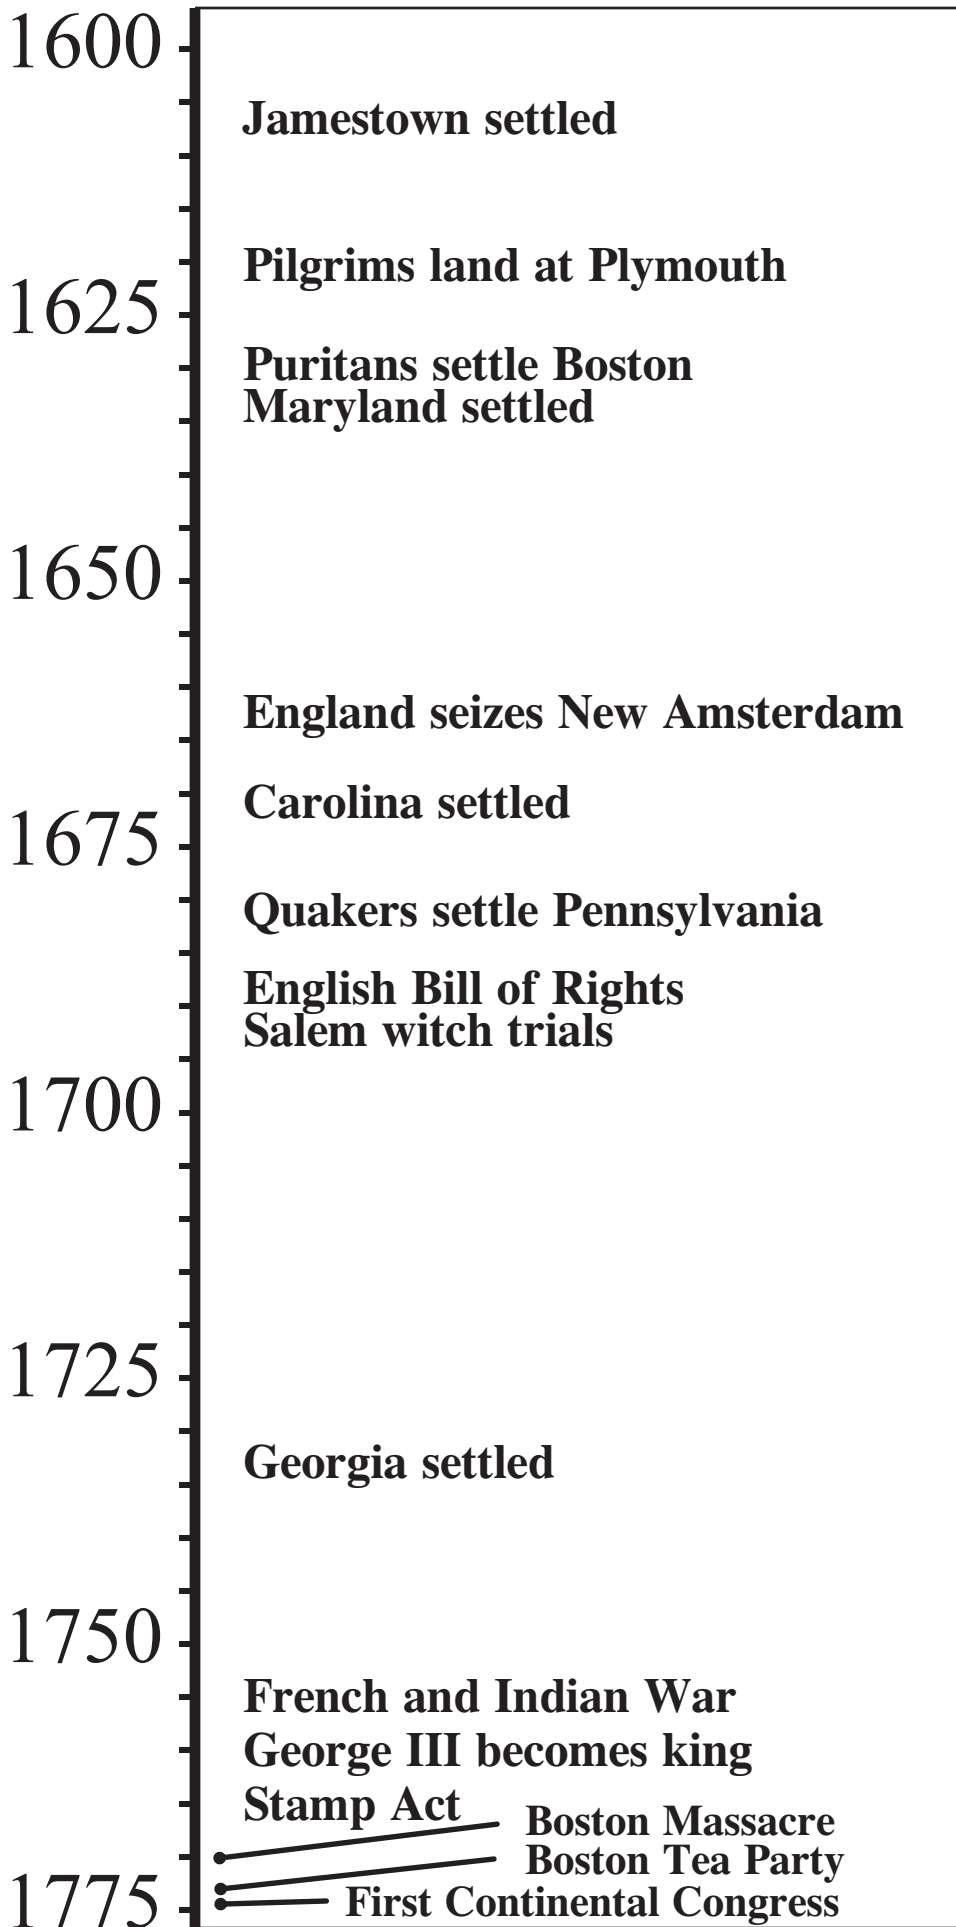 1600
Jamestown settled
Pilgrims land at Plymouth
1625
Puritans settle Boston
Maryland settled
1650
England seizes New Amsterdam
Carolina settled
1675
Quakers settle Pennsylvania
English Bill of Rights
Salem witch trials
1700
1725
Georgia settled
1750
French and Indian War
George III becomes king
Stamp Act
Boston Massacre
Boston Tea Party
1775
First Continental Congress